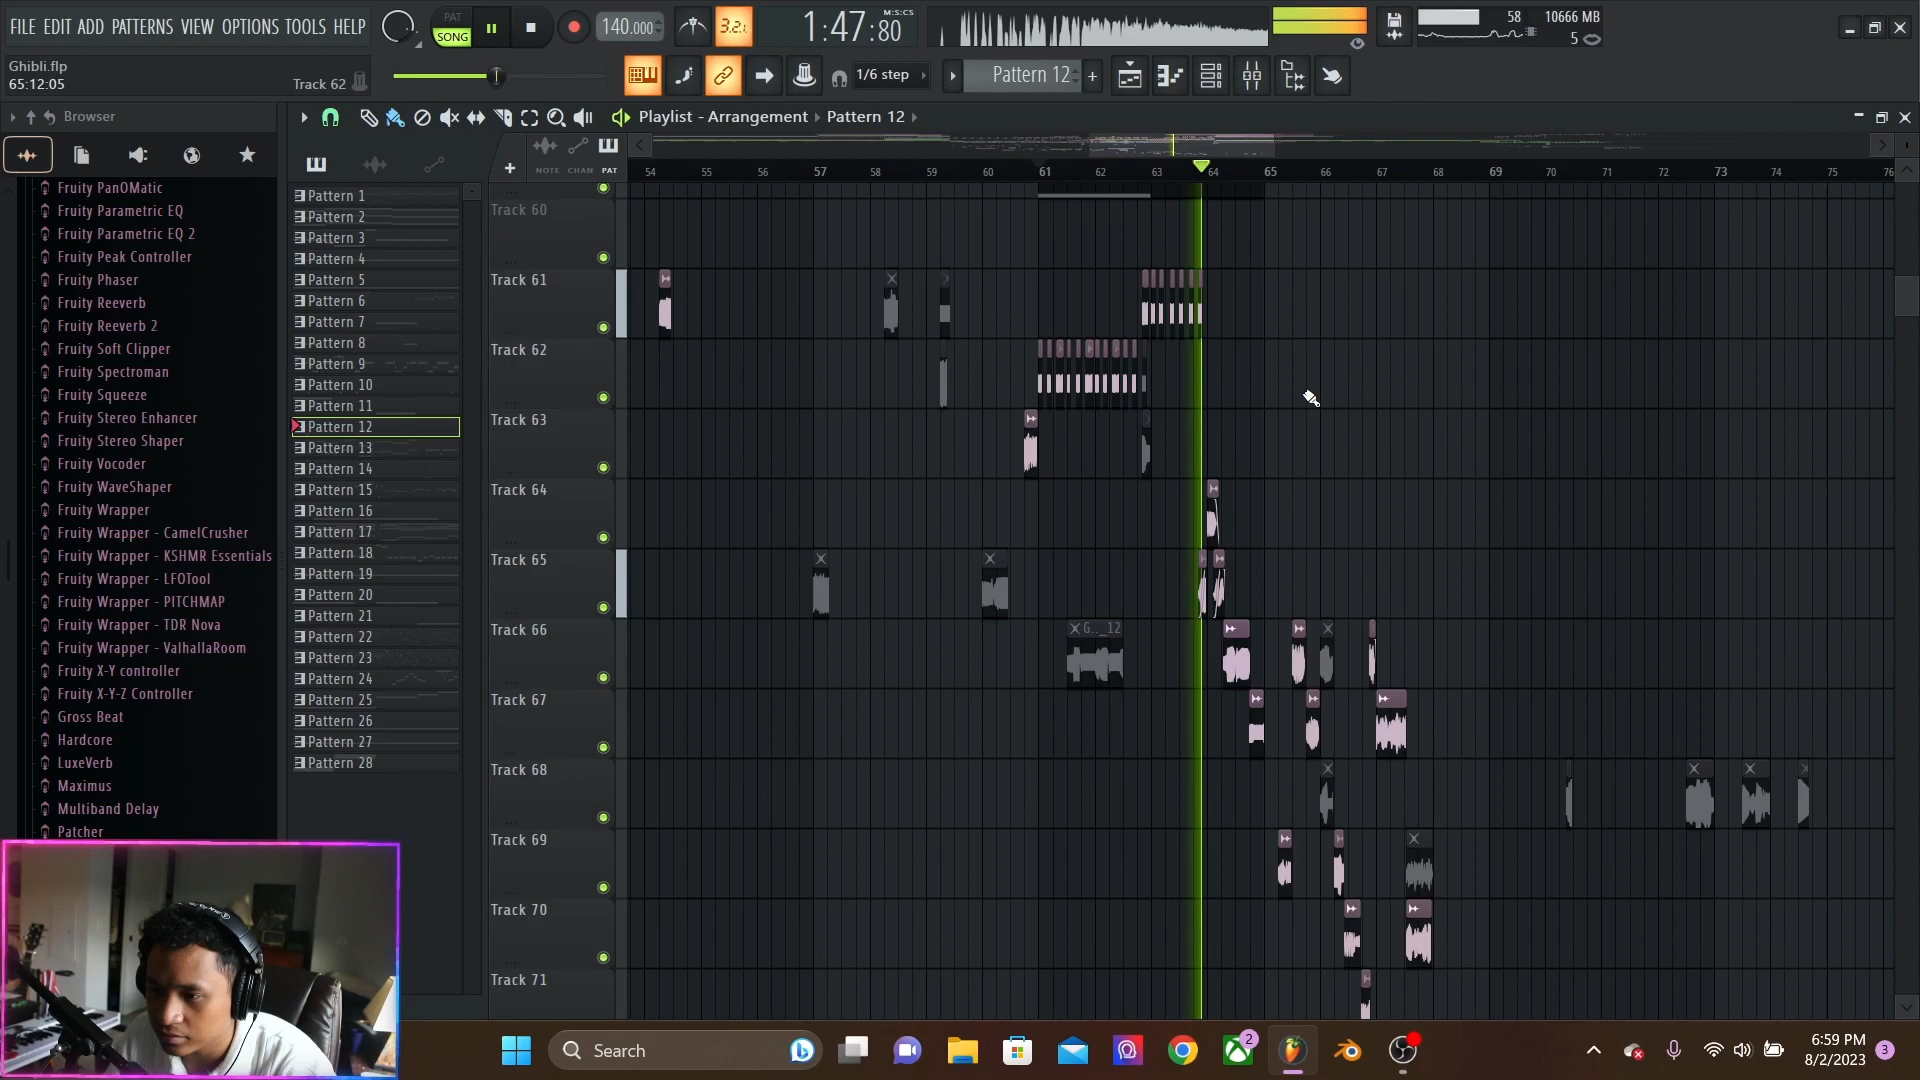 FILE EDIT ADD PATTERNS VIEW OPTIONS TOOLS HELP
PAT
SONG
140.000
3.2.1
M:S:CS
1:47:80
58
10666 MB
5
Ghibli.flp
65:12:05
Track 62
1/6 step
Pattern 12
Browser
Playlist - Arrangement › Pattern 12
NOTE CHAN PAT
54 55 56 57 58 59 60 61 62 63 64 65 66 67 68 69 70 71 72 73 74 75 76
Fruity PanOMatic
Fruity Parametric EQ
Fruity Parametric EQ 2
Fruity Peak Controller
Fruity Phaser
Fruity Reeverb
Fruity Reeverb 2
Fruity Soft Clipper
Fruity Spectroman
Fruity Squeeze
Fruity Stereo Enhancer
Fruity Stereo Shaper
Fruity Vocoder
Fruity WaveShaper
Fruity Wrapper
Fruity Wrapper - CamelCrusher
Fruity Wrapper - KSHMR Essentials
Fruity Wrapper - LFOTool
Fruity Wrapper - PITCHMAP
Fruity Wrapper - TDR Nova
Fruity Wrapper - ValhallaRoom
Fruity X-Y controller
Fruity X-Y-Z Controller
Gross Beat
Hardcore
LuxeVerb
Maximus
Multiband Delay
Patcher
Pattern 1
Pattern 2
Pattern 3
Pattern 4
Pattern 5
Pattern 6
Pattern 7
Pattern 8
Pattern 9
Pattern 10
Pattern 11
Pattern 12
Pattern 13
Pattern 14
Pattern 15
Pattern 16
Pattern 17
Pattern 18
Pattern 19
Pattern 20
Pattern 21
Pattern 22
Pattern 23
Pattern 24
Pattern 25
Pattern 26
Pattern 27
Pattern 28
Track 60
Track 61
Track 62
Track 63
Track 64
Track 65
Track 66
G.._12
Track 67
Track 68
Track 69
Track 70
Track 71
Search
2
6:59 PM
8/2/2023
3